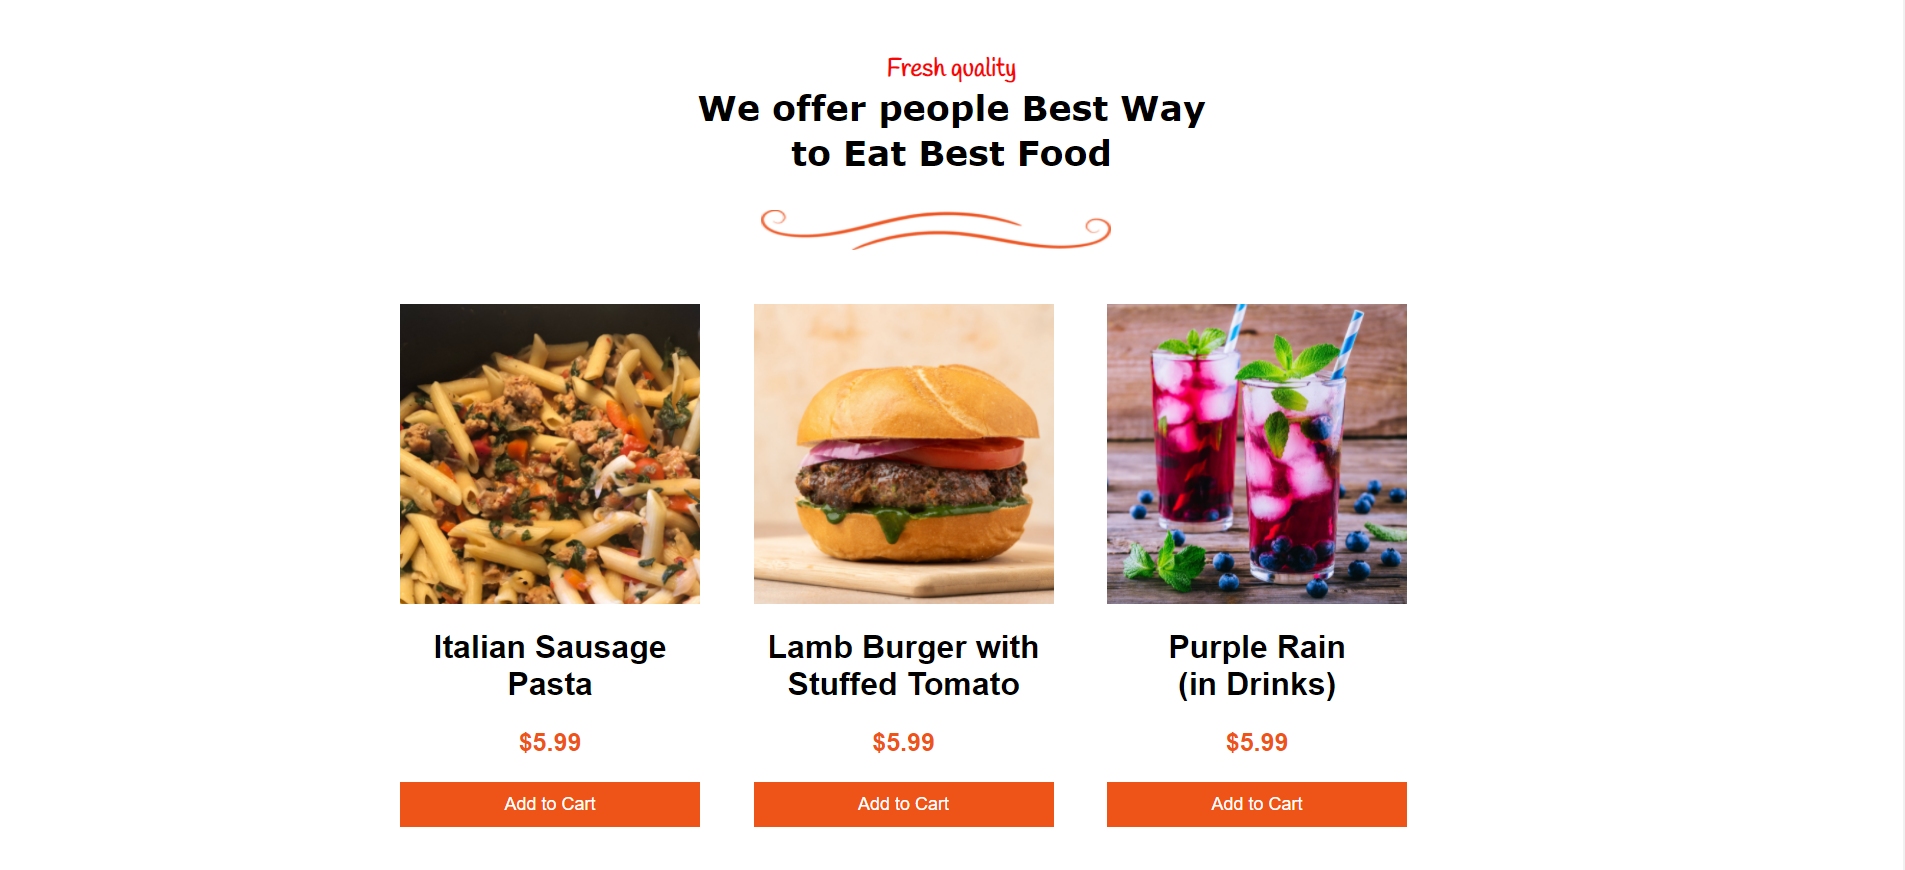 Fresh quality
We offer people Best Way
to Eat Best Food
Italian Sausage
Pasta
$5.99
Add to Cart
Lamb Burger with
Stuffed Tomato
$5.99
Add to Cart
Purple Rain
(in Drinks)
$5.99
Add to Cart